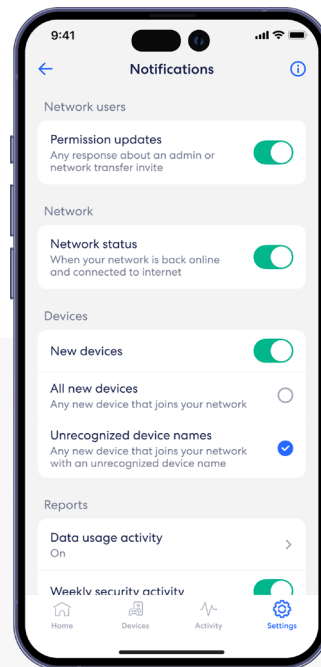 9:41
Notifications
Network users
Permission updates
Any response about an admin or
network transfer invite
Network
Network status
When your network is back online
and connected to internet
Devices
New devices
All new devices
Any new device that joins your network
Unrecognized device names
Any new device that joins your network
with an unrecognized device name
Reports
Data usage activity
On
Weekly security activity
Home Devices Activity Settings